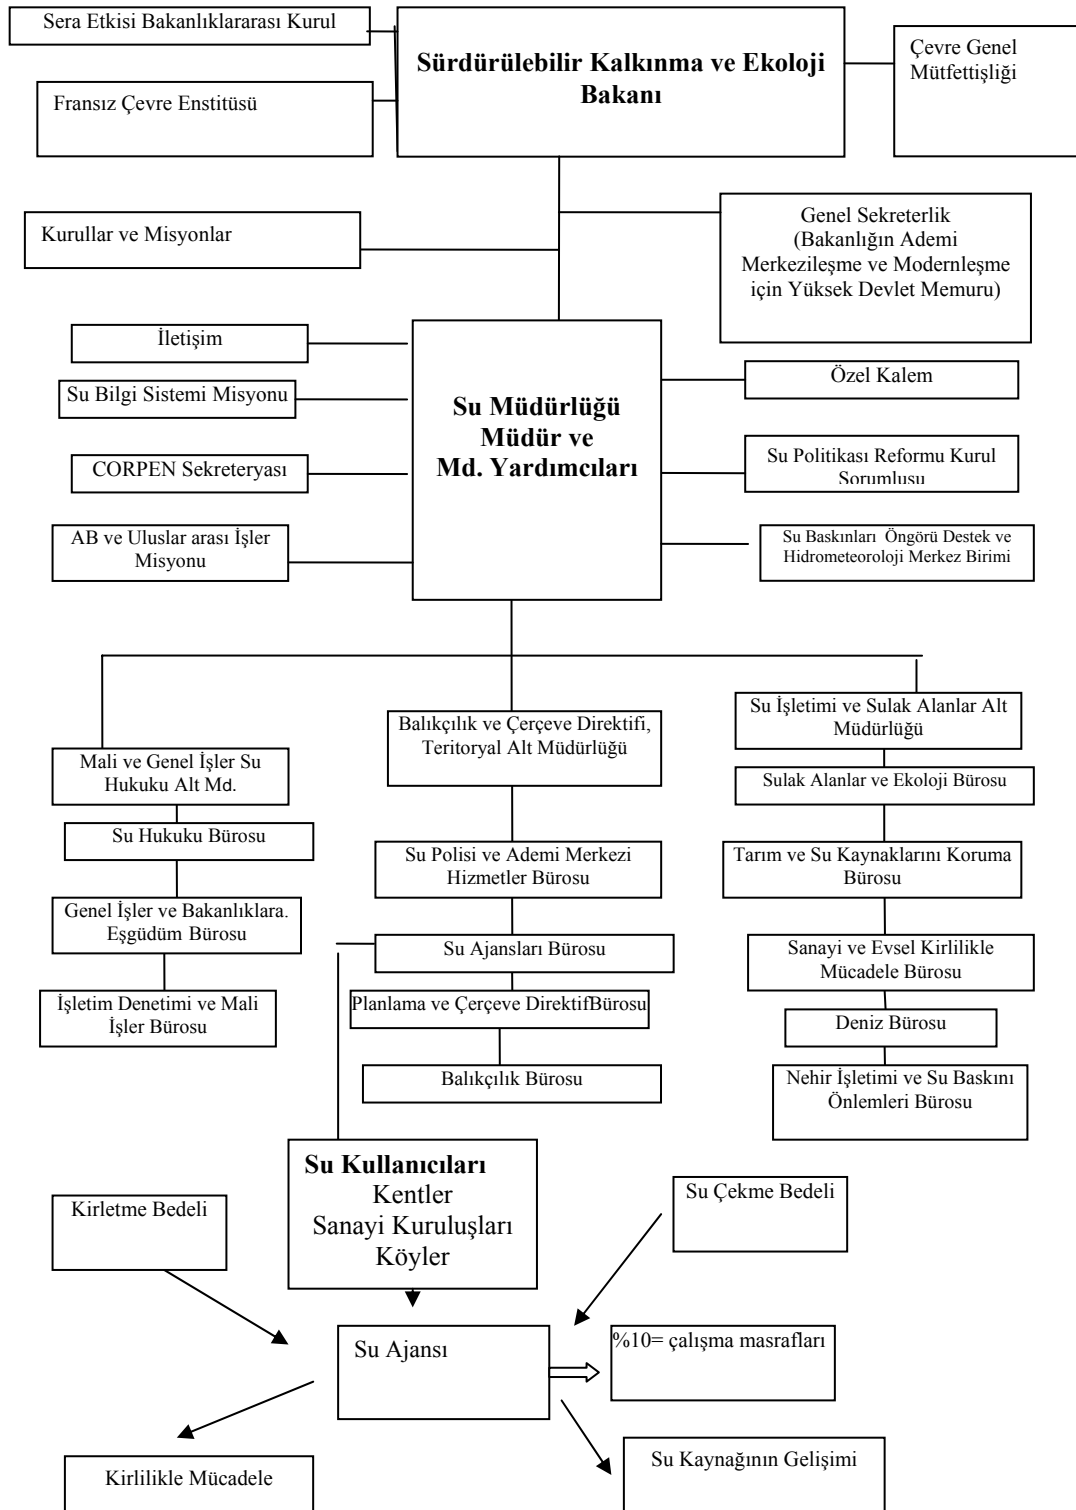 Sera Etkisi Bakanlıklararası Kurul
Sürdürülebilir Kalkınma ve Ekoloji
Bakanı
Çevre Genel
Mütfettişliği
Fransız Çevre Enstitüsü
Kurullar ve Misyonlar
Genel Sekreterlik
(Bakanlığın Ademi
Merkezileşme ve Modernleşme
için Yüksek Devlet Memuru)
İletişim
Su Bilgi Sistemi Misyonu
CORPEN Sekreteryası
AB ve Uluslar arası İşler
Misyonu
Su Müdürlüğü
Müdür ve
Md. Yardımcıları
Özel Kalem
Su Politikası Reformu Kurul
Sorumlusu
Su Baskınları Öngörü Destek ve
Hidrometeoroloji Merkez Birimi
Mali ve Genel İşler Su
Hukuku Alt Md.
Su Hukuku Bürosu
Genel İşler ve Bakanlıklara.
Eşgüdüm Bürosu
İşletim Denetimi ve Mali
İşler Bürosu
Balıkçılık ve Çerçeve Direktifi,
Teritoryal Alt Müdürlüğü
Su Polisi ve Ademi Merkezi
Hizmetler Bürosu
Su Ajansları Bürosu
Planlama ve Çerçeve DirektifBürosu
Balıkçılık Bürosu
Su İşletimi ve Sulak Alanlar Alt
Müdürlüğü
Sulak Alanlar ve Ekoloji Bürosu
Tarım ve Su Kaynaklarını Koruma
Bürosu
Sanayi ve Evsel Kirlilikle
Mücadele Bürosu
Deniz Bürosu
Nehir İşletimi ve Su Baskını
Önlemleri Bürosu
Su Kullanıcıları
Kentler
Sanayi Kuruluşları
Köyler
Kirletme Bedeli
Su Çekme Bedeli
Su Ajansı
%10= çalışma masrafları
Kirlilikle Mücadele
Su Kaynağının Gelişimi